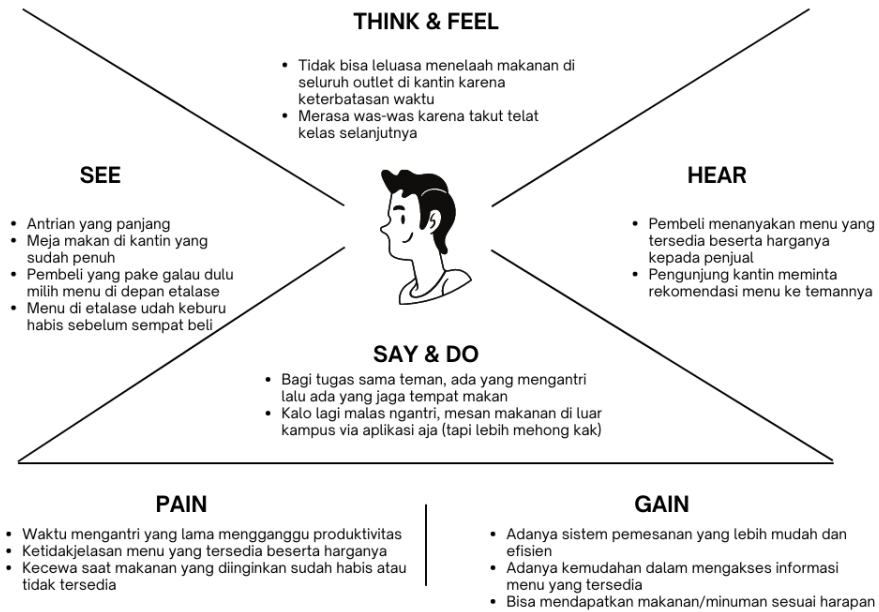 THINK & FEEL
• Tidak bisa leluasa menelaah makanan di
seluruh outlet di kantin karena
keterbatasan waktu
• Merasa was-was karena takut telat
kelas selanjutnya
SEE
• Antrian yang panjang
• Meja makan di kantin yang
sudah penuh
• Pembeli yang pake galau dulu
milih menu di depan etalase
• Menu di etalase udah keburu
habis sebelum sempat beli
HEAR
• Pembeli menanyakan menu yang
tersedia beserta harganya
kepada penjual
• Pengunjung kantin meminta
rekomendasi menu ke temannya
SAY & DO
• Bagi tugas sama teman, ada yang mengantri
lalu ada yang jaga tempat makan
• Kalo lagi malas ngantri, mesan makanan di luar
kampus via aplikasi aja (tapi lebih mehong kak)
PAIN
• Waktu mengantri yang lama mengganggu produktivitas
• Ketidakjelasan menu yang tersedia beserta harganya
• Kecewa saat makanan yang diinginkan sudah habis atau
tidak tersedia
GAIN
• Adanya sistem pemesanan yang lebih mudah dan
efisien
• Adanya kemudahan dalam mengakses informasi
menu yang tersedia
• Bisa mendapatkan makanan/minuman sesuai harapan